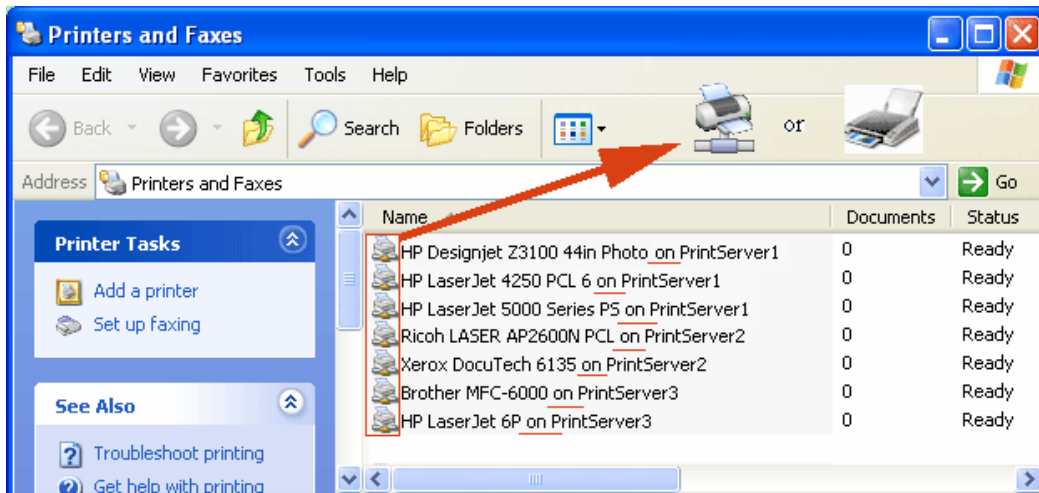 Printers and Faxes
File Edit View Favorites Tools Help
Back Search Folders or
Address Printers and Faxes Go
Name Documents Status
Printer Tasks
Add a printer
Set up faxing
See Also
Troubleshoot printing
Get help with printing
HP Designjet Z3100 44in Photo on PrintServer1 0 Ready
HP LaserJet 4250 PCL 6 on PrintServer1 0 Ready
HP LaserJet 5000 Series PS on PrintServer1 0 Ready
Ricoh LASER AP2600N PCL on PrintServer2 0 Ready
Xerox DocuTech 6135 on PrintServer2 0 Ready
Brother MFC-6000 on PrintServer3 0 Ready
HP LaserJet 6P on PrintServer3 0 Ready